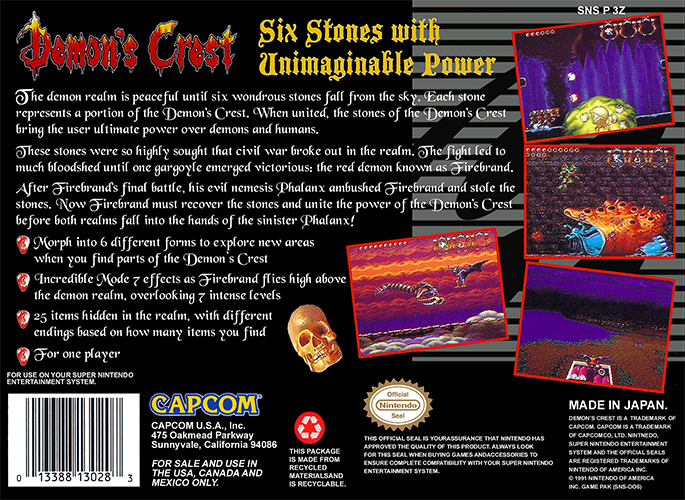 SNS P 3Z
Demon's Crest
Six Stones with
Unimaginable Power
The demon realm is peaceful until six wondrous stones fall from the sky. Each stone
represents a portion of the Demon's Crest. When united, the stones of the Demon's Crest
bring the user ultimate power over demons and humans.
These stones were so highly sought that civil war broke out in the realm. The fight led to
much bloodshed until one gargoyle emerged victorious: the red demon known as Firebrand.
After Firebrand's final battle, his evil nemesis Phalanx ambushed Firebrand and stole the
stones. Now Firebrand must recover the stones and unite the power of the Demon's Crest
before both realms fall into the hands of the sinister Phalanx!
Morph into 6 different forms to explore new areas
when you find parts of the Demon's Crest
Incredible Mode 7 effects as Firebrand flies high above
the demon realm, overlooking 7 intense levels
25 items hidden in the realm, with different
endings based on how many items you find
For one player
FOR USE ON YOUR SUPER NINTENDO
ENTERTAINMENT SYSTEM.
0 13388 13028 3
CAPCOM
CAPCOM U.S.A., Inc.
475 Oakmead Parkway
Sunnyvale, California 94086
FOR SALE AND USE IN
THE USA, CANADA AND
MEXICO ONLY.
THIS PACKAGE
IS MADE FROM
RECYCLED
MATERIALSAND
IS RECYCLABLE.
Official
Nintendo
Seal
THIS OFFICIAL SEAL IS YOURASSURANCE THAT NINTENDO HAS
APPROVED THE QUALITY OF THIS PRODUCT. ALWAYS LOOK
FOR THIS SEAL WHEN BUYING GAMES ANDACCESSORIES TO
ENSURE COMPLETE COMPATIBILITY WITH YOUR SUPER NINTENDO
ENTERTAINMENT SYSTEM.
MADE IN JAPAN.
DEMON'S CREST IS A TRADEMARK OF
CAPCOM. CAPCOM IS A TRADEMARK
OF CAPCOMCO, LTD. NINTNEDO,
SUPER NINTENDO ENTERTAINMENT
SYSTEM AND THE OFFICIAL SEALS
ARE REGISTERED TRADEMARKS OF
NINTENDO OF AMERICA INC.
© 1991 NINTENDO OF AMERICA
INC. GAME PAK (SNS-006)